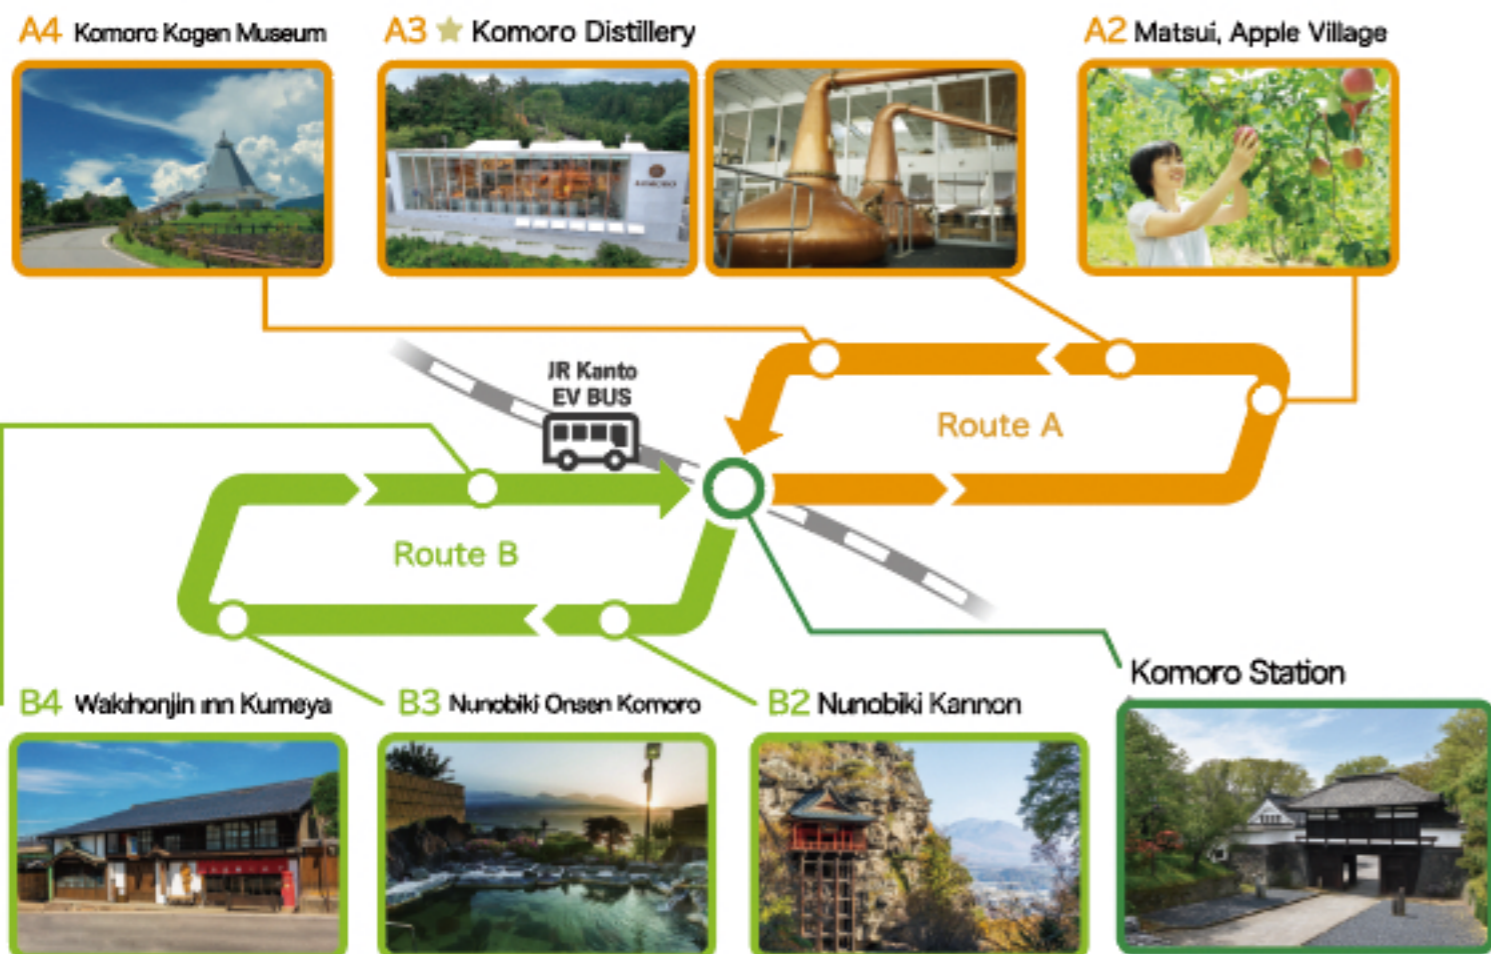 A4 Komoro Kogen Museum
A3 ★ Komoro Distillery
A2 Matsui, Apple Village
KOMORO
JR Kanto
EV BUS
Route A
Route B
Komoro Station
B4 Wakihonjin inn Kumeya
B3 Nunobiki Onsen Komoro
B2 Nunobiki Kannon